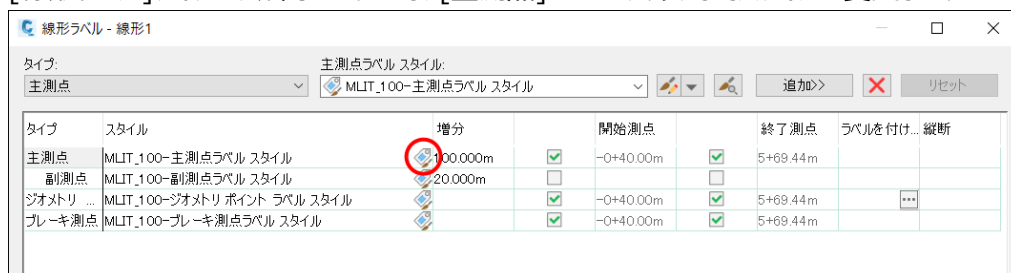 線形ラベル - 線形1
タイプ:
主測点ラベル スタイル:
主測点
MLIT_100-主測点ラベル スタイル
追加>>
リセット
タイプ スタイル 増分 開始測点 終了測点 ラベルを付け... 縦断
主測点 MLIT_100-主測点ラベル スタイル 100.000m -0+40.00m 5+69.44m
副測点 MLIT_100-副測点ラベル スタイル 20.000m
ジオメトリ ... MLIT_100-ジオメトリ ポイント ラベル スタイル -0+40.00m 5+69.44m ...
ブレーキ測点 MLIT_100-ブレーキ測点ラベル スタイル -0+40.00m 5+69.44m